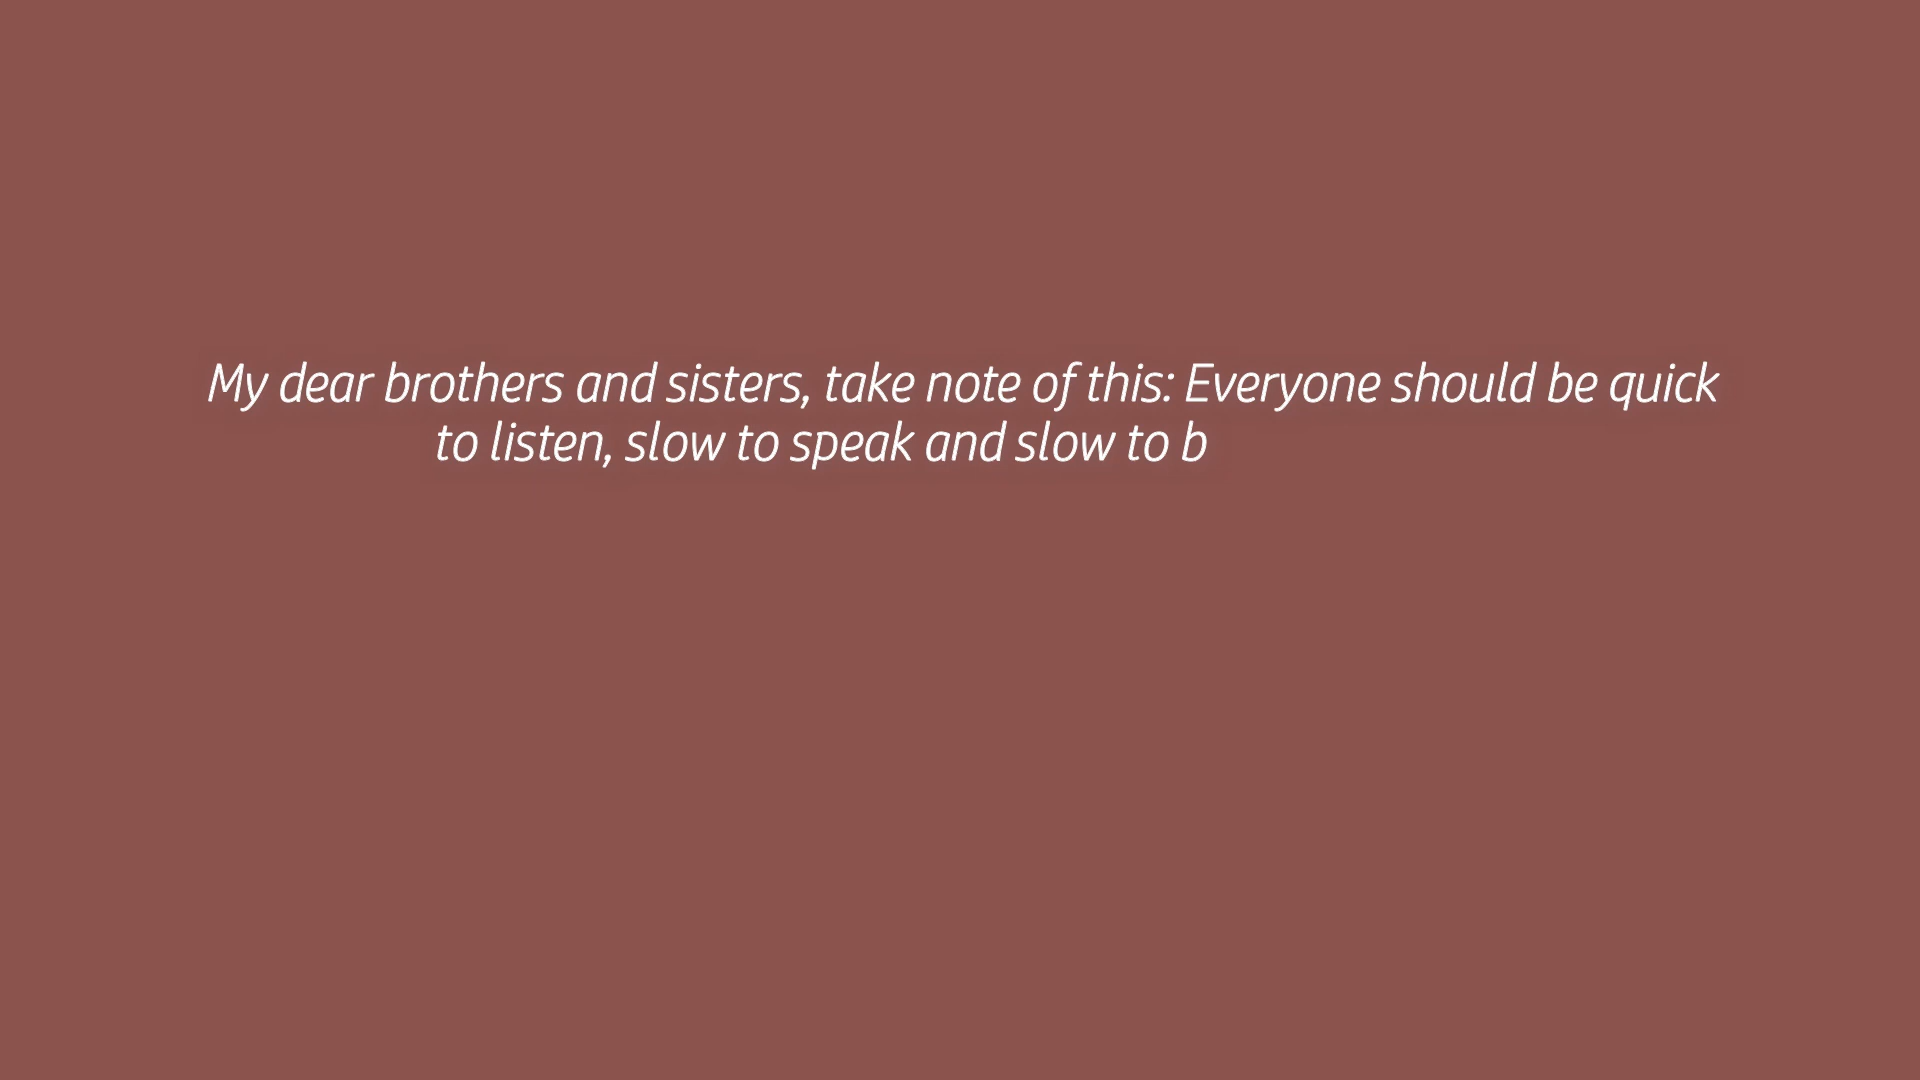 My dear brothers and sisters, take note of this: Everyone should be quick
to listen, slow to speak and slow to b